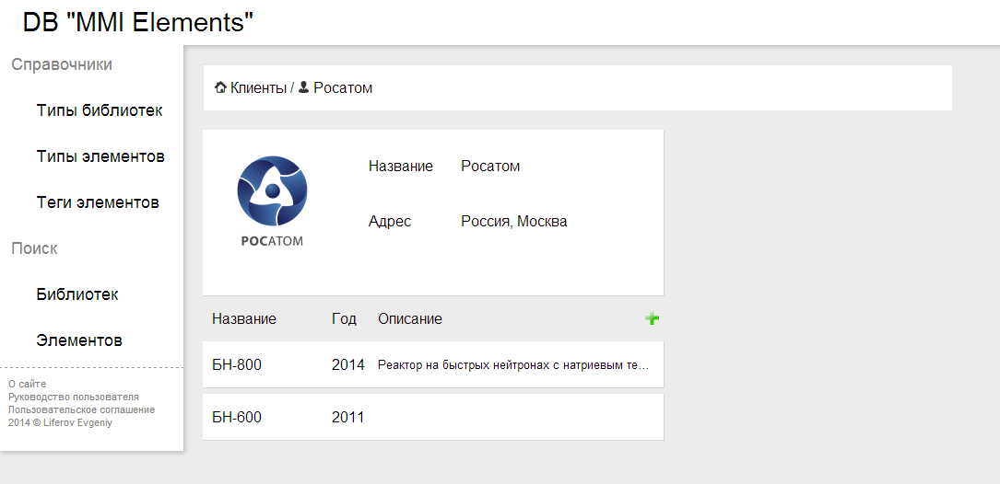 DB "MMI Elements"
Справочники
Типы библиотек
Типы элементов
Теги элементов
Поиск
Библиотек
Элементов
О сайте
Руководство пользователя
Пользовательское соглашение
2014 © Liferov Evgeniy
Клиенты / Росатом
РОСАТОМ
Название Росатом
Адрес Россия, Москва
Название Год Описание
БН-800 2014 Реактор на быстрых нейтронах с натриевым те...
БН-600 2011